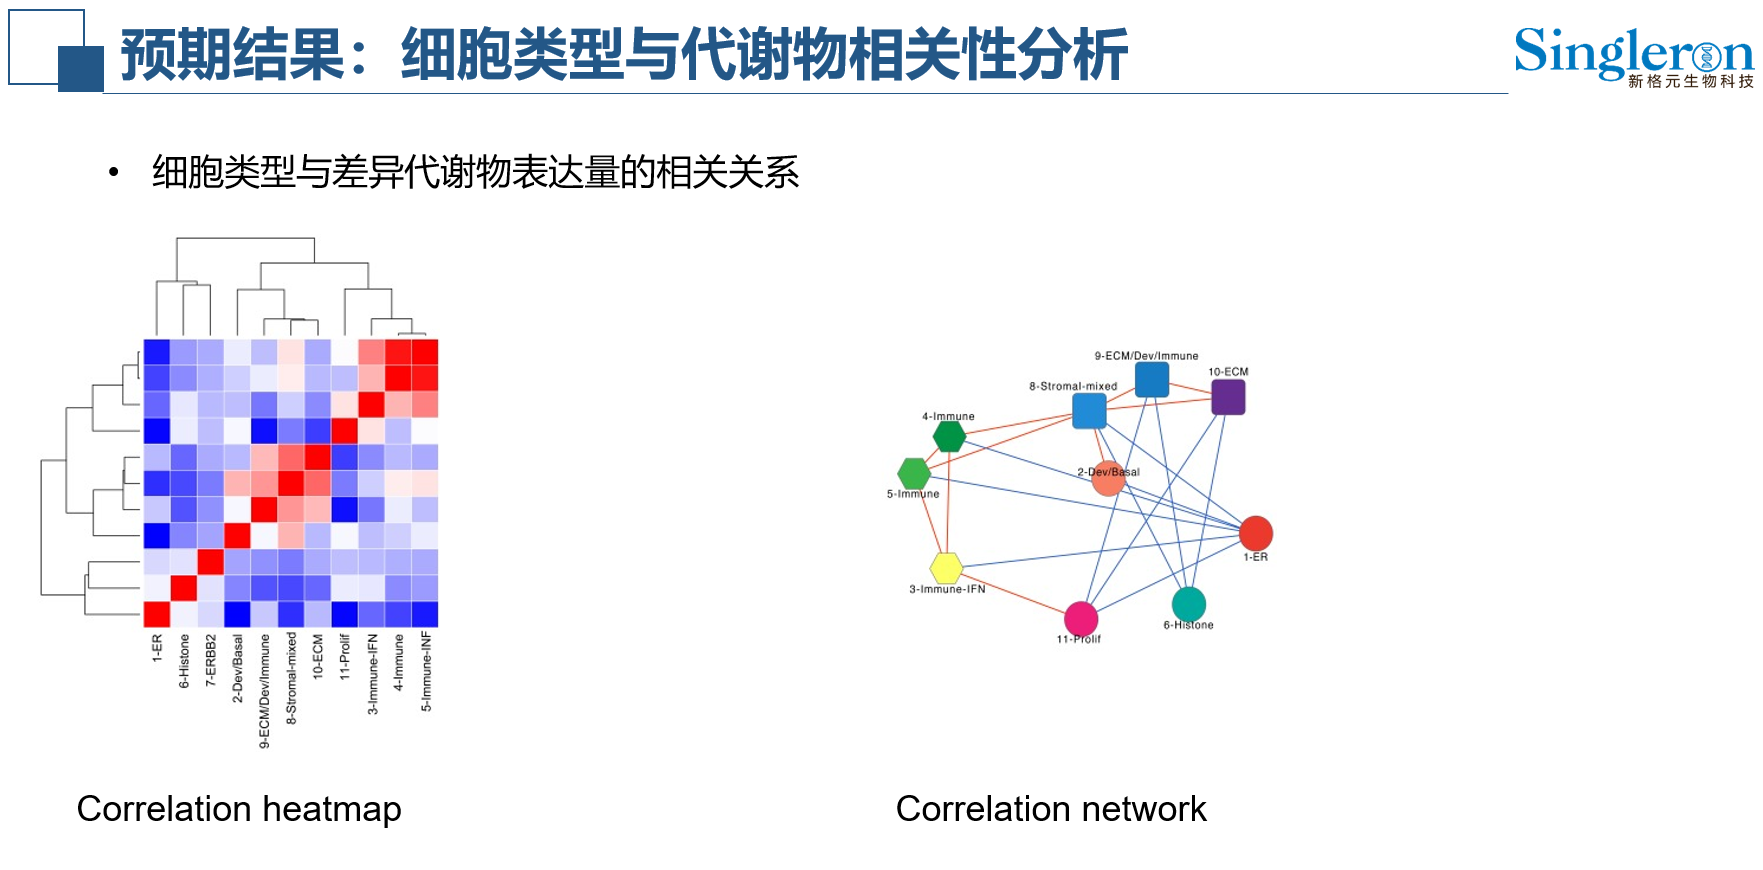 预期结果：细胞类型与代谢物相关性分析
Singleron
新格元生物科技
• 细胞类型与差异代谢物表达量的相关关系
1-ER
6-Histone
7-ERBB2
2-Dev/Basal
9-ECM/Dev/Immune
8-Stromal-mixed
10-ECM
11-Prolif
3-Immune-IFN
4-Immune
5-Immune-INF
9-ECM/Dev/Immune
10-ECM
8-Stromal-mixed
4-Immune
2-Dev/Basal
5-Immune
1-ER
3-Immune-IFN
6-Histone
11-Prolif
Correlation heatmap
Correlation network